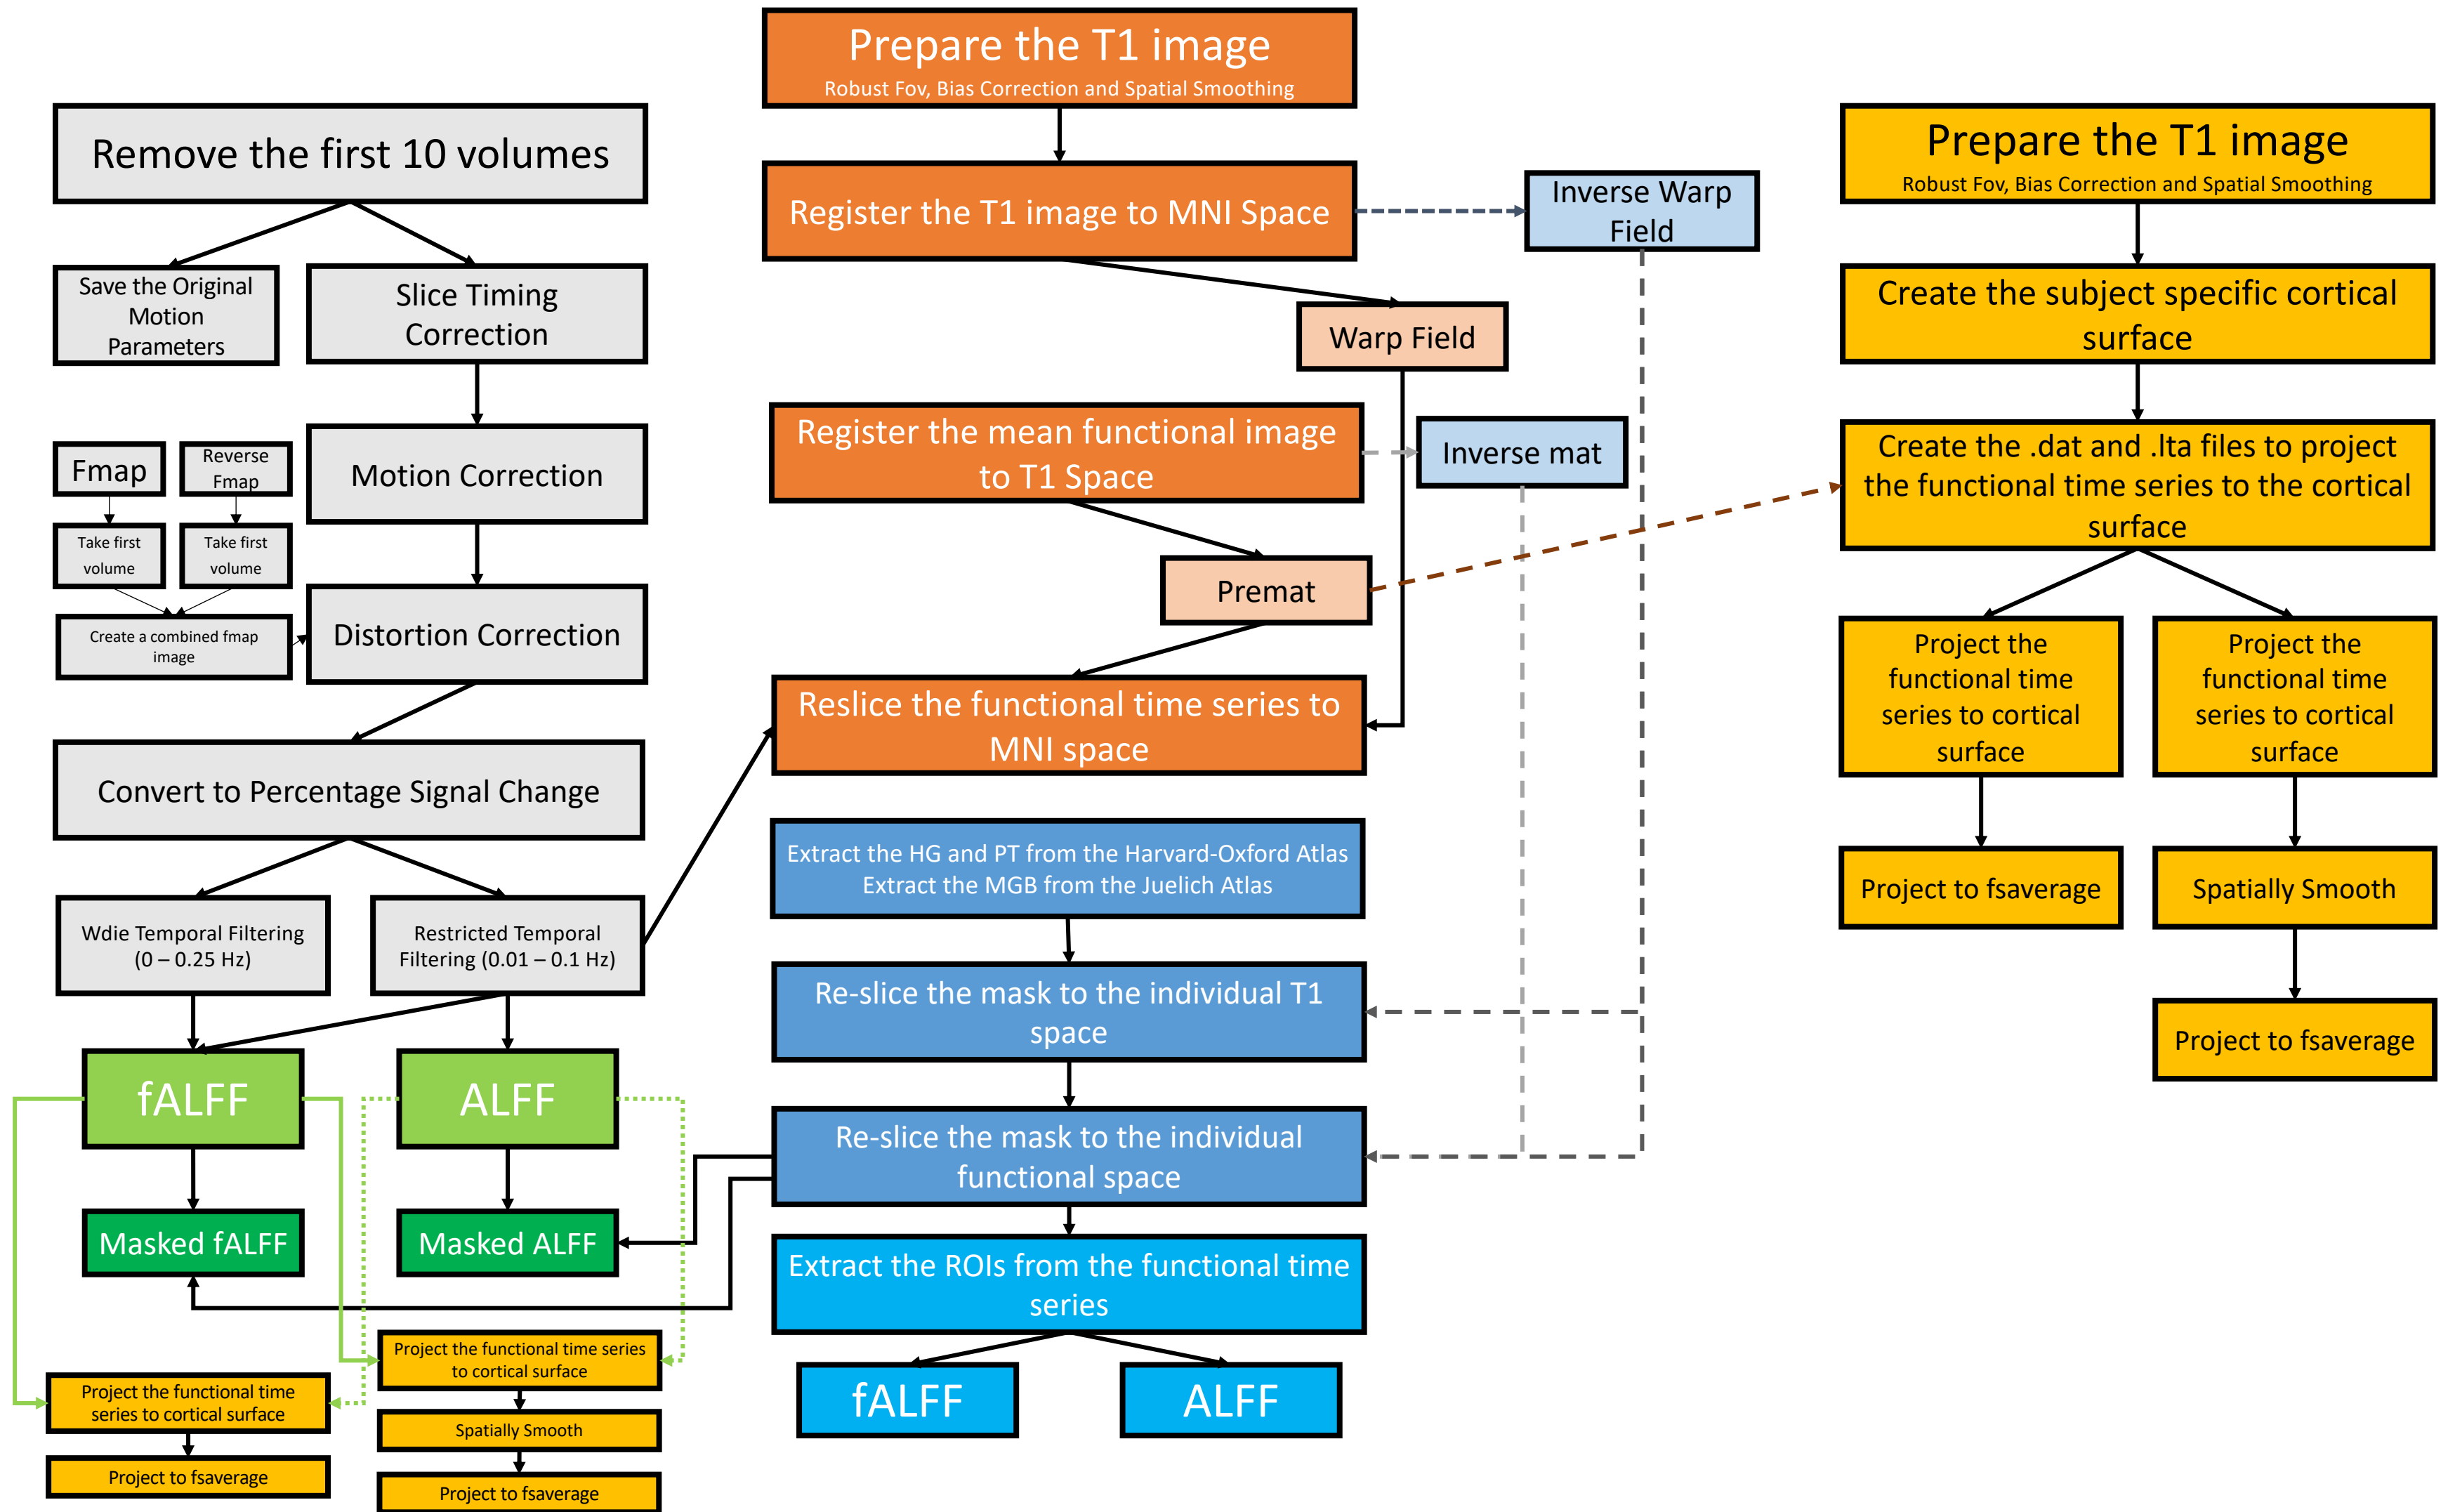 Remove the first 10 volumes
Save the Original
Motion
Parameters
Slice Timing
Correction
Fmap
Reverse
Fmap
Motion Correction
Take first
volume
Take first
volume
Create a combined fmap
image
Distortion Correction
Convert to Percentage Signal Change
Wdie Temporal Filtering
(0 – 0.25 Hz)
Restricted Temporal
Filtering (0.01 – 0.1 Hz)
fALFF
ALFF
Masked fALFF
Masked ALFF
Project the functional time
series to cortical surface
Project to fsaverage
Project the functional time series
to cortical surface
Spatially Smooth
Project to fsaverage
Prepare the T1 image
Robust Fov, Bias Correction and Spatial Smoothing
Register the T1 image to MNI Space
Inverse Warp
Field
Warp Field
Register the mean functional image
to T1 Space
Inverse mat
Premat
Reslice the functional time series to
MNI space
Extract the HG and PT from the Harvard-Oxford Atlas
Extract the MGB from the Juelich Atlas
Re-slice the mask to the individual T1
space
Re-slice the mask to the individual
functional space
Extract the ROIs from the functional time
series
fALFF
ALFF
Prepare the T1 image
Robust Fov, Bias Correction and Spatial Smoothing
Create the subject specific cortical
surface
Create the .dat and .lta files to project
the functional time series to the cortical
surface
Project the
functional time
series to cortical
surface
Project to fsaverage
Project the
functional time
series to cortical
surface
Spatially Smooth
Project to fsaverage